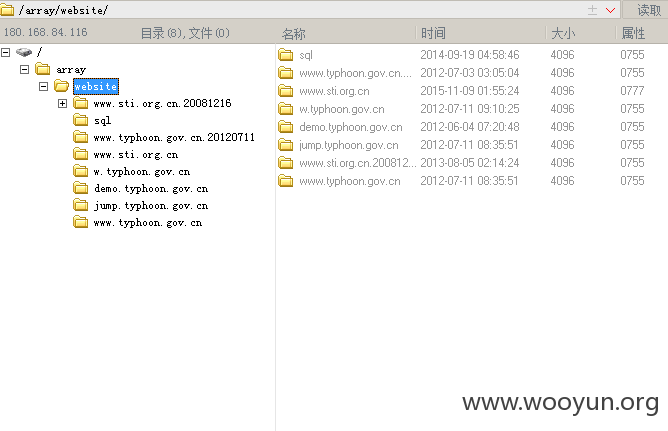 /array/website/ 读取
180.168.84.116 目录(8),文件(0) 名称 时间 大小 属性
/
array
website
www.sti.org.cn.20081216
sql
www.typhoon.gov.cn.20120711
www.sti.org.cn
w.typhoon.gov.cn
demo.typhoon.gov.cn
jump.typhoon.gov.cn
www.typhoon.gov.cn
sql 2014-09-19 04:58:46 4096 0755
www.typhoon.gov.cn.... 2012-07-03 03:05:04 4096 0755
www.sti.org.cn 2015-11-09 01:55:24 4096 0777
w.typhoon.gov.cn 2012-07-11 09:10:25 4096 0755
demo.typhoon.gov.cn 2012-06-04 07:20:48 4096 0755
jump.typhoon.gov.cn 2012-07-11 08:35:51 4096 0755
www.sti.org.cn.200812... 2013-08-05 02:14:24 4096 0755
www.typhoon.gov.cn 2012-07-11 08:35:51 4096 0755
www.wooyun.org